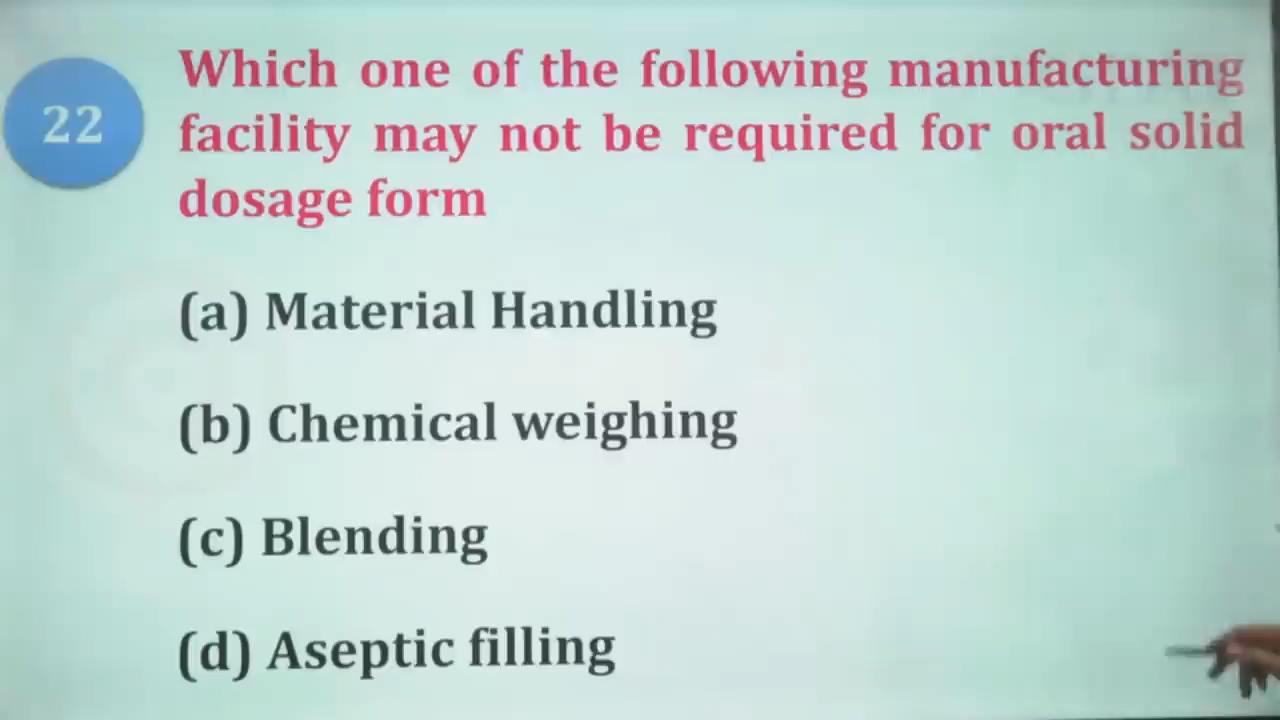 22
Which one of the following manufacturing
facility may not be required for oral solid
dosage form
(a) Material Handling
(b) Chemical weighing
(c) Blending
(d) Aseptic filling